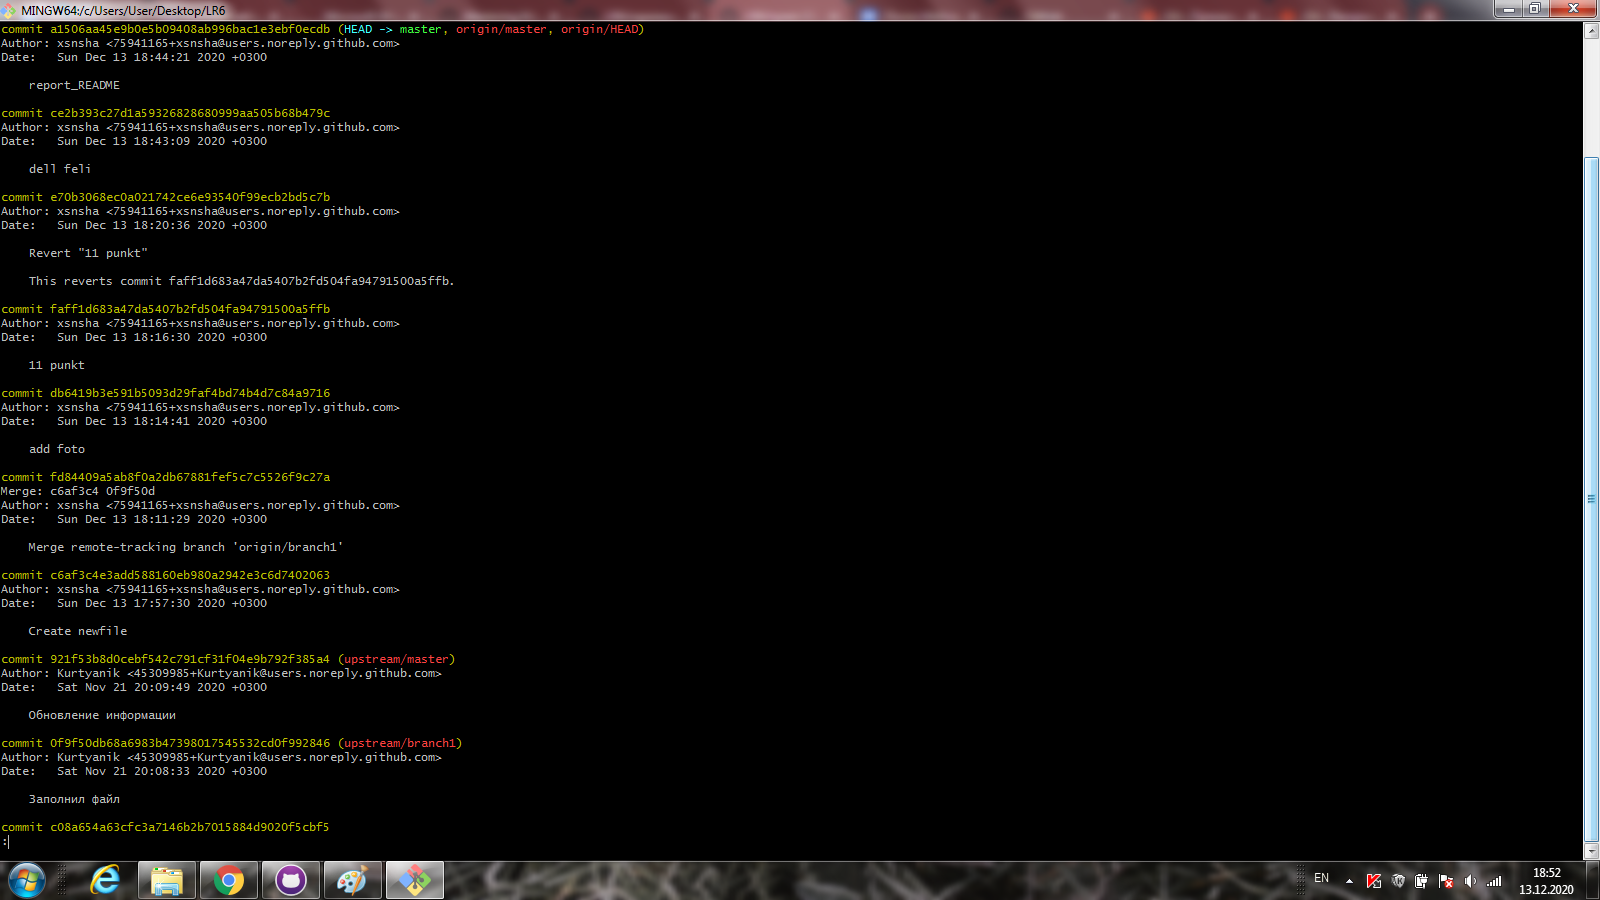 MINGW64:/c/Users/User/Desktop/LR6
commit a1506aa45e9b0e5b09408ab996bac1e3ebf0ecdb (HEAD -> master, origin/master, origin/HEAD)
Author: xsnsha <75941165+xsnsha@users.noreply.github.com>
Date:   Sun Dec 13 18:44:21 2020 +0300
report_README
commit ce2b393c27d1a59326828680999aa505b68b479c
Author: xsnsha <75941165+xsnsha@users.noreply.github.com>
Date:   Sun Dec 13 18:43:09 2020 +0300
dell feli
commit e70b3068ec0a021742ce6e93540f99ecb2bd5c7b
Author: xsnsha <75941165+xsnsha@users.noreply.github.com>
Date:   Sun Dec 13 18:20:36 2020 +0300
Revert "11 punkt"
This reverts commit faff1d683a47da5407b2fd504fa94791500a5ffb.
commit faff1d683a47da5407b2fd504fa94791500a5ffb
Author: xsnsha <75941165+xsnsha@users.noreply.github.com>
Date:   Sun Dec 13 18:16:30 2020 +0300
11 punkt
commit db6419b3e591b5093d29faf4bd74b4d7c84a9716
Author: xsnsha <75941165+xsnsha@users.noreply.github.com>
Date:   Sun Dec 13 18:14:41 2020 +0300
add foto
commit fd84409a5ab8f0a2db67881fef5c7c5526f9c27a
Merge: c6af3c4 0f9f50d
Author: xsnsha <75941165+xsnsha@users.noreply.github.com>
Date:   Sun Dec 13 18:11:29 2020 +0300
Merge remote-tracking branch 'origin/branch1'
commit c6af3c4e3add588160eb980a2942e3c6d7402063
Author: xsnsha <75941165+xsnsha@users.noreply.github.com>
Date:   Sun Dec 13 17:57:30 2020 +0300
Create newfile
commit 921f53b8d0cebf542c791cf31f04e9b792f385a4 (upstream/master)
Author: Kurtyanik <45309985+Kurtyanik@users.noreply.github.com>
Date:   Sat Nov 21 20:09:49 2020 +0300
Обновление информации
commit 0f9f50db68a6983b47398017545532cd0f992846 (upstream/branch1)
Author: Kurtyanik <45309985+Kurtyanik@users.noreply.github.com>
Date:   Sat Nov 21 20:08:33 2020 +0300
Заполнил файл
commit c08a654a63cfc3a7146b2b7015884d9020f5cbf5
:
EN
18:52
13.12.2020